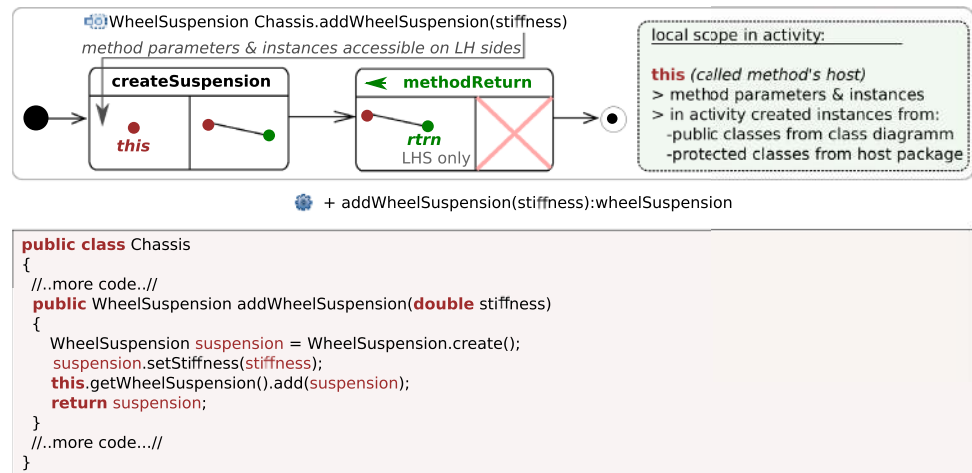 WheelSuspension Chassis.addWheelSuspension(stiffness)
method parameters & instances accessible on LH sides
createSuspension
this
methodReturn
rtrn
LHS only
local scope in activity:
this (called method's host)
> method parameters & instances
> in activity created instances from:
-public classes from class diagramm
-protected classes from host package
+ addWheelSuspension(stiffness):wheelSuspension
public class Chassis
{
//..more code..//
public WheelSuspension addWheelSuspension(double stiffness)
{
WheelSuspension suspension = WheelSuspension.create();
suspension.setStiffness(stiffness);
this.getWheelSuspension().add(suspension);
return suspension;
}
//..more code...//
}